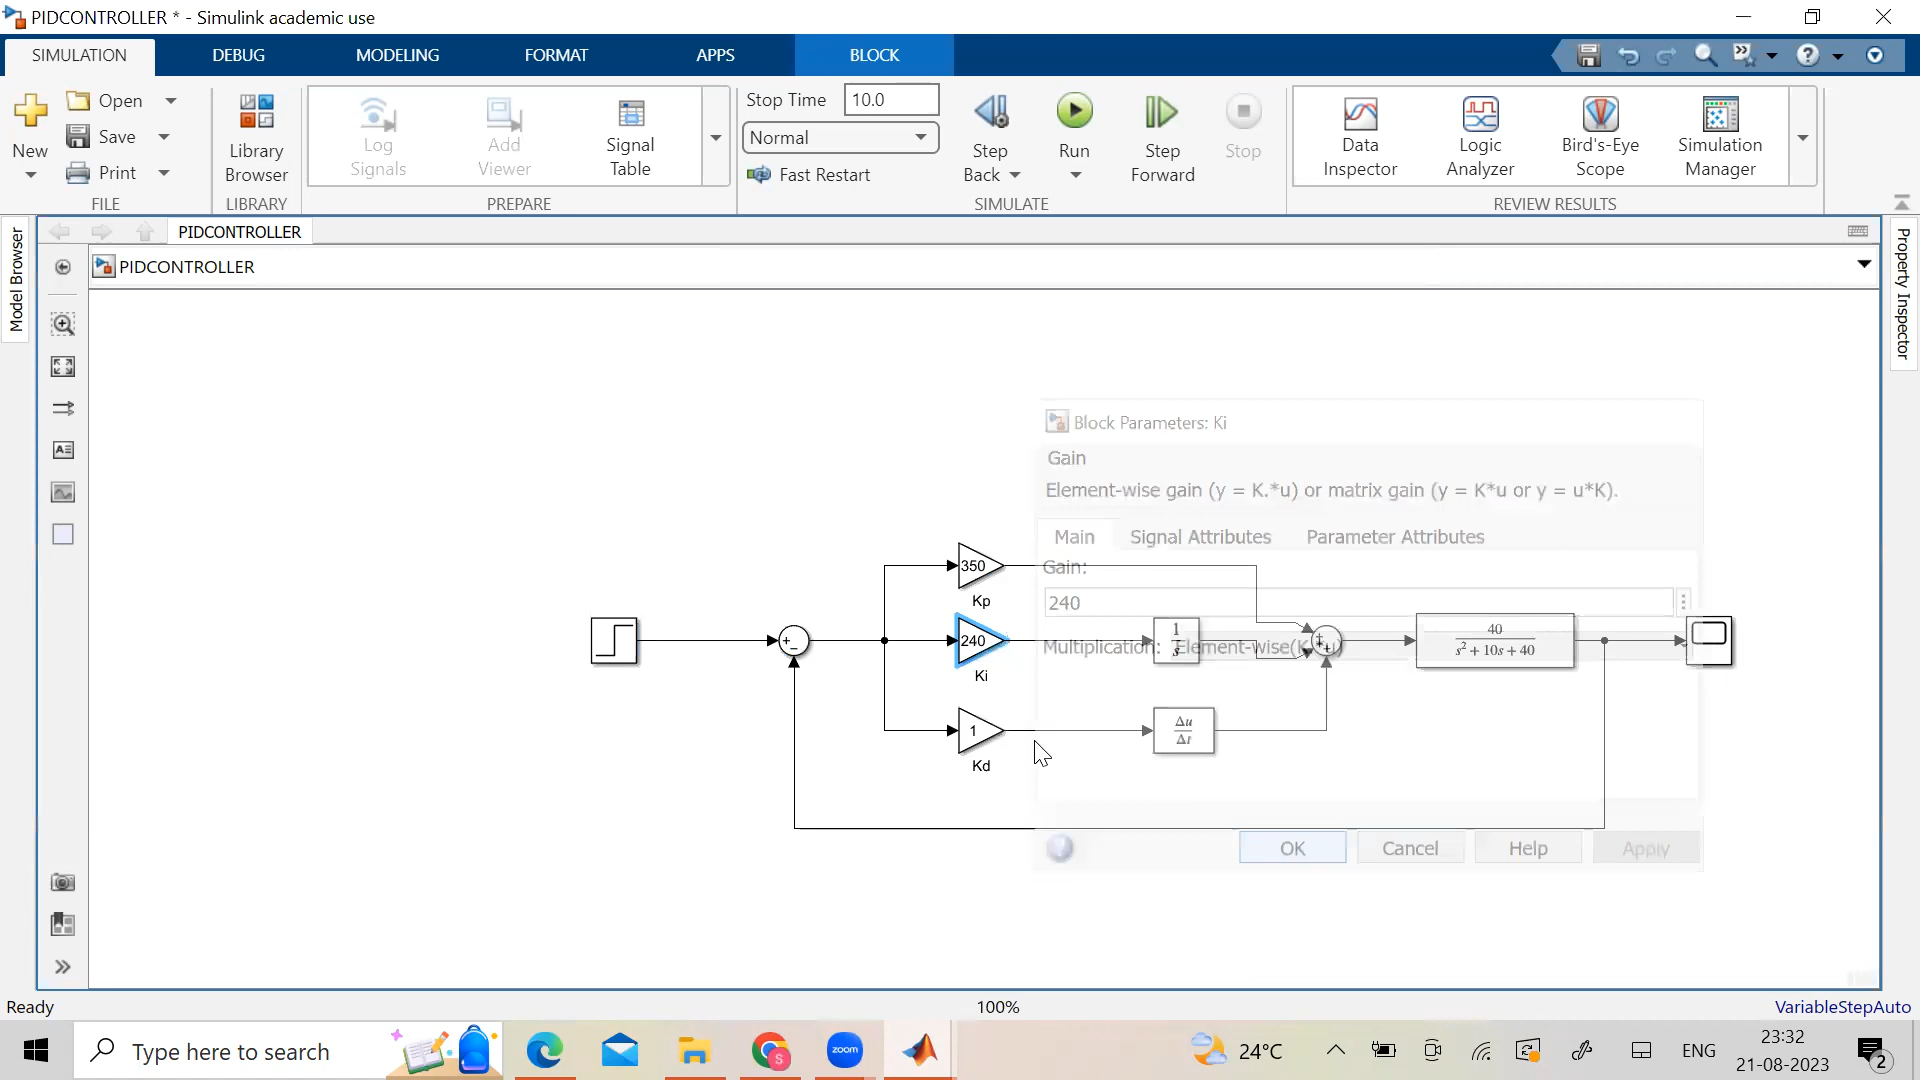 PIDCONTROLLER * - Simulink academic use
SIMULATION DEBUG MODELING FORMAT APPS BLOCK
New
Open
Save
Print
FILE
Library Browser
LIBRARY
Log Signals
Add Viewer
Signal Table
PREPARE
Stop Time 10.0
Normal
Fast Restart
Step Back
Run
Step Forward
Stop
SIMULATE
Data Inspector
Logic Analyzer
Bird's-Eye Scope
Simulation Manager
REVIEW RESULTS
Model Browser
PIDCONTROLLER
PIDCONTROLLER
Property Inspector
Block Parameters: Ki
Gain
Element-wise gain (y = K.*u) or matrix gain (y = K*u or y = u*K).
Main Signal Attributes Parameter Attributes
Gain:
240
Multiplication: Element-wise(K.*u)
OK Cancel Help Apply
350
Kp
240
Ki
1
Kd
1
s
Δu
Δt
+
−
+
+
+
40
s² + 10s + 40
Ready 100% VariableStepAuto
Type here to search
zoom
S
24°C
ENG
23:32
21-08-2023
2